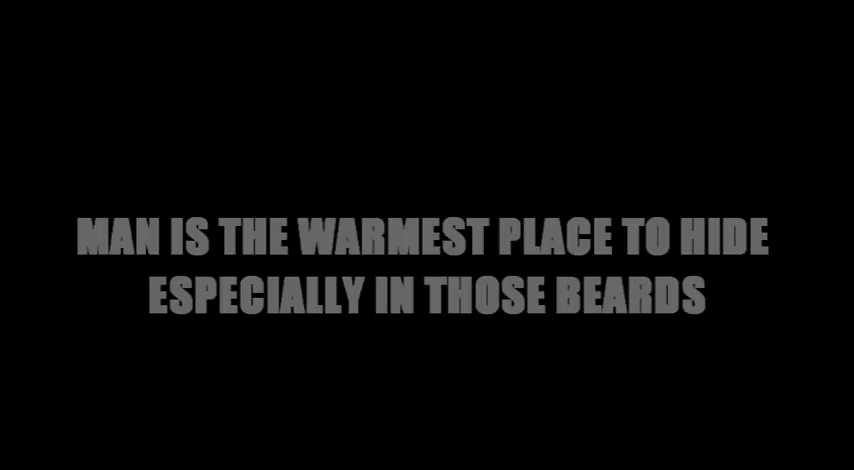 MAN IS THE WARMEST PLACE TO HIDE
ESPECIALLY IN THOSE BEARDS